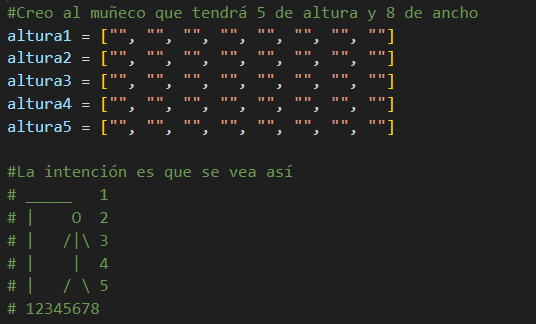 #Creo al muñeco que tendrá 5 de altura y 8 de ancho
altura1 = ["", "", "", "", "", "", "", ""]
altura2 = ["", "", "", "", "", "", "", ""]
altura3 = ["", "", "", "", "", "", "", ""]
altura4 = ["", "", "", "", "", "", "", ""]
altura5 = ["", "", "", "", "", "", "", ""]

#La intención es que se vea así
# _____   1
# |    O  2
# |   /|\ 3
# |    |  4
# |   / \ 5
# 12345678